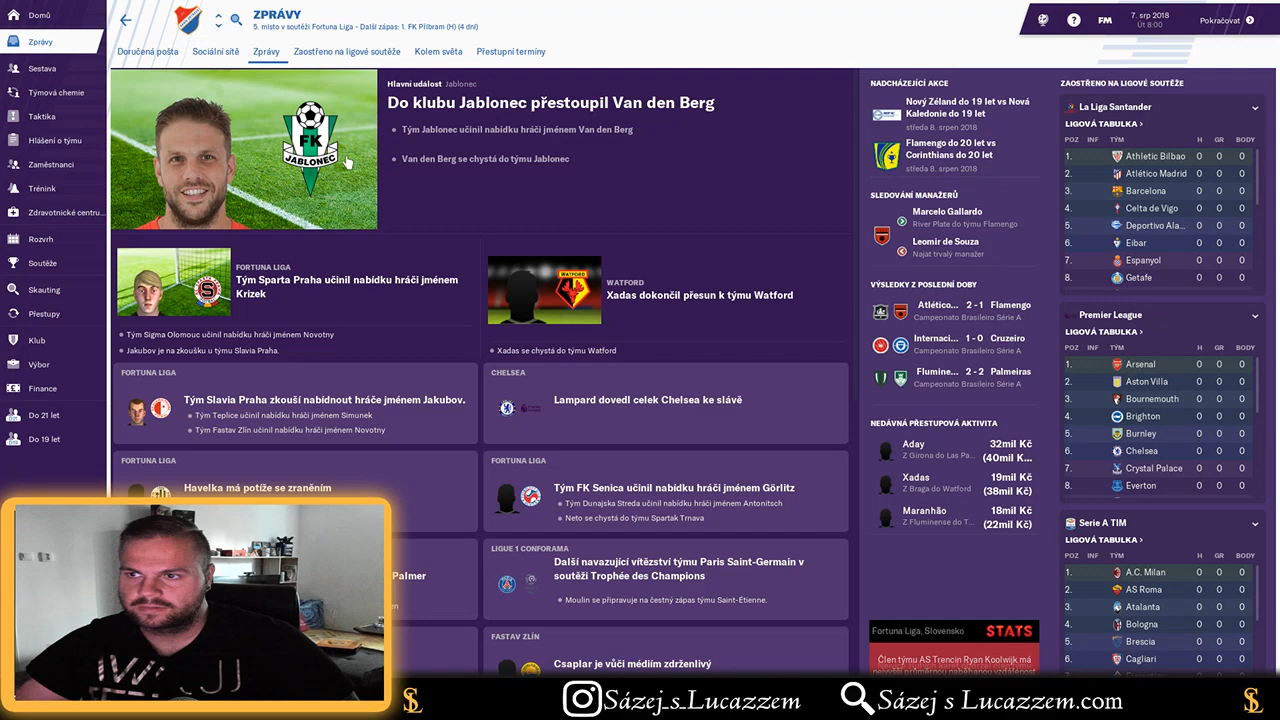 Domů
Zprávy
Sestava
Týmová chemie
Taktika
Hlášení o týmu
Zaměstnanci
Trénink
Zdravotnické centru...
Rozvrh
Soutěže
Skauting
Přestupy
Klub
Výbor
Finance
Do 21 let
Do 19 let
ZPRÁVY
5. místo v soutěži Fortuna Liga - Další zápas: 1. FK Příbram (H) (4 dni)
Doručená pošta
Sociální sítě
Zprávy
Zaostřeno na ligové soutěže
Kolem světa
Přestupní termíny
FM
7. srp 2018
Út 8:00
Pokračovat
FK
JABLONEC
Hlavní událost Jablonec
Do klubu Jablonec přestoupil Van den Berg
Tým Jablonec učinil nabídku hráči jménem Van den Berg
Van den Berg se chystá do týmu Jablonec
FORTUNA LIGA
Tým Sparta Praha učinil nabídku hráči jménem
Krízek
Tým Sigma Olomouc učinil nabídku hráči jménem Novotny
Jakubov je na zkoušku u týmu Slavia Praha.
WATFORD
WATFORD
Xadas dokončil přesun k týmu Watford
Xadas se chystá do týmu Watford
FORTUNA LIGA
Tým Slavia Praha zkouší nabídnout hráče jménem Jakubov.
Tým Teplice učinil nabídku hráči jménem Simunek
Tým Fastav Zlín učinil nabídku hráči jménem Novotny
CHELSEA
Lampard dovedl celek Chelsea ke slávě
FORTUNA LIGA
Havelka má potíže se zraněním
FORTUNA LIGA
Tým FK Senica učinil nabídku hráči jménem Görlitz
Tým Dunajska Streda učinil nabídku hráči jménem Antonitsch
Neto se chystá do týmu Spartak Trnava
Palmer
en
LIGUE 1 CONFORAMA
Další navazující vítězství týmu Paris Saint-Germain v
soutěži Trophée des Champions
Moulin se připravuje na čestný zápas týmu Saint-Étienne.
FASTAV ZLÍN
Csaplar je vůči médiím zdrželivý
NADCHÁZEJÍCÍ AKCE
Nový Zéland do 19 let vs Nová
Kaledonie do 19 let
středa 8. srpen 2018
Flamengo do 20 let vs
Corinthians do 20 let
středa 8. srpen 2018
SLEDOVÁNÍ MANAŽERŮ
Marcelo Gallardo
River Plate do týmu Flamengo
Leomir de Souza
Najat trvalý manažer
VÝSLEDKY Z POSLEDNÍ DOBY
Atlético... 2 - 1 Flamengo
Campeonato Brasileiro Série A
Internaci... 1 - 0 Cruzeiro
Campeonato Brasileiro Série A
Flumine... 2 - 2 Palmeiras
Campeonato Brasileiro Série A
NEDÁVNÁ PŘESTUPOVÁ AKTIVITA
Aday 32mil Kč
Z Girona do Las Pa... (40mil K...
Xadas 19mil Kč
Z Braga do Watford (38mil Kč)
Maranhão 18mil Kč
Z Fluminense do T... (22mil Kč)
Fortuna Liga, Slovensko STATS
Člen týmu AS Trencin Ryan Koolwijk má
ZAOSTŘENO NA LIGOVÉ SOUTĚŽE
La Liga Santander
LIGOVÁ TABULKA
POZ INF TÝM H GR BODY
1. Athletic Bilbao 0 0 0
2. Atlético Madrid 0 0 0
3. Barcelona 0 0 0
4. Celta de Vigo 0 0 0
5. Deportivo Ala... 0 0 0
6. Eibar 0 0 0
7. Espanyol 0 0 0
8. Getafe 0 0 0
Premier League
LIGOVÁ TABULKA
POZ INF TÝM H GR BODY
1. Arsenal 0 0 0
2. Aston Villa 0 0 0
3. Bournemouth 0 0 0
4. Brighton 0 0 0
5. Burnley 0 0 0
6. Chelsea 0 0 0
7. Crystal Palace 0 0 0
8. Everton 0 0 0
Serie A TIM
LIGOVÁ TABULKA
POZ INF TÝM H GR BODY
1. A.C. Milan 0 0 0
2. AS Roma 0 0 0
3. Atalanta 0 0 0
4. Bologna 0 0 0
5. Brescia 0 0 0
6. Cagliari 0 0 0
Sázej_s_Lucazzem
Sázej s Lucazzem.com